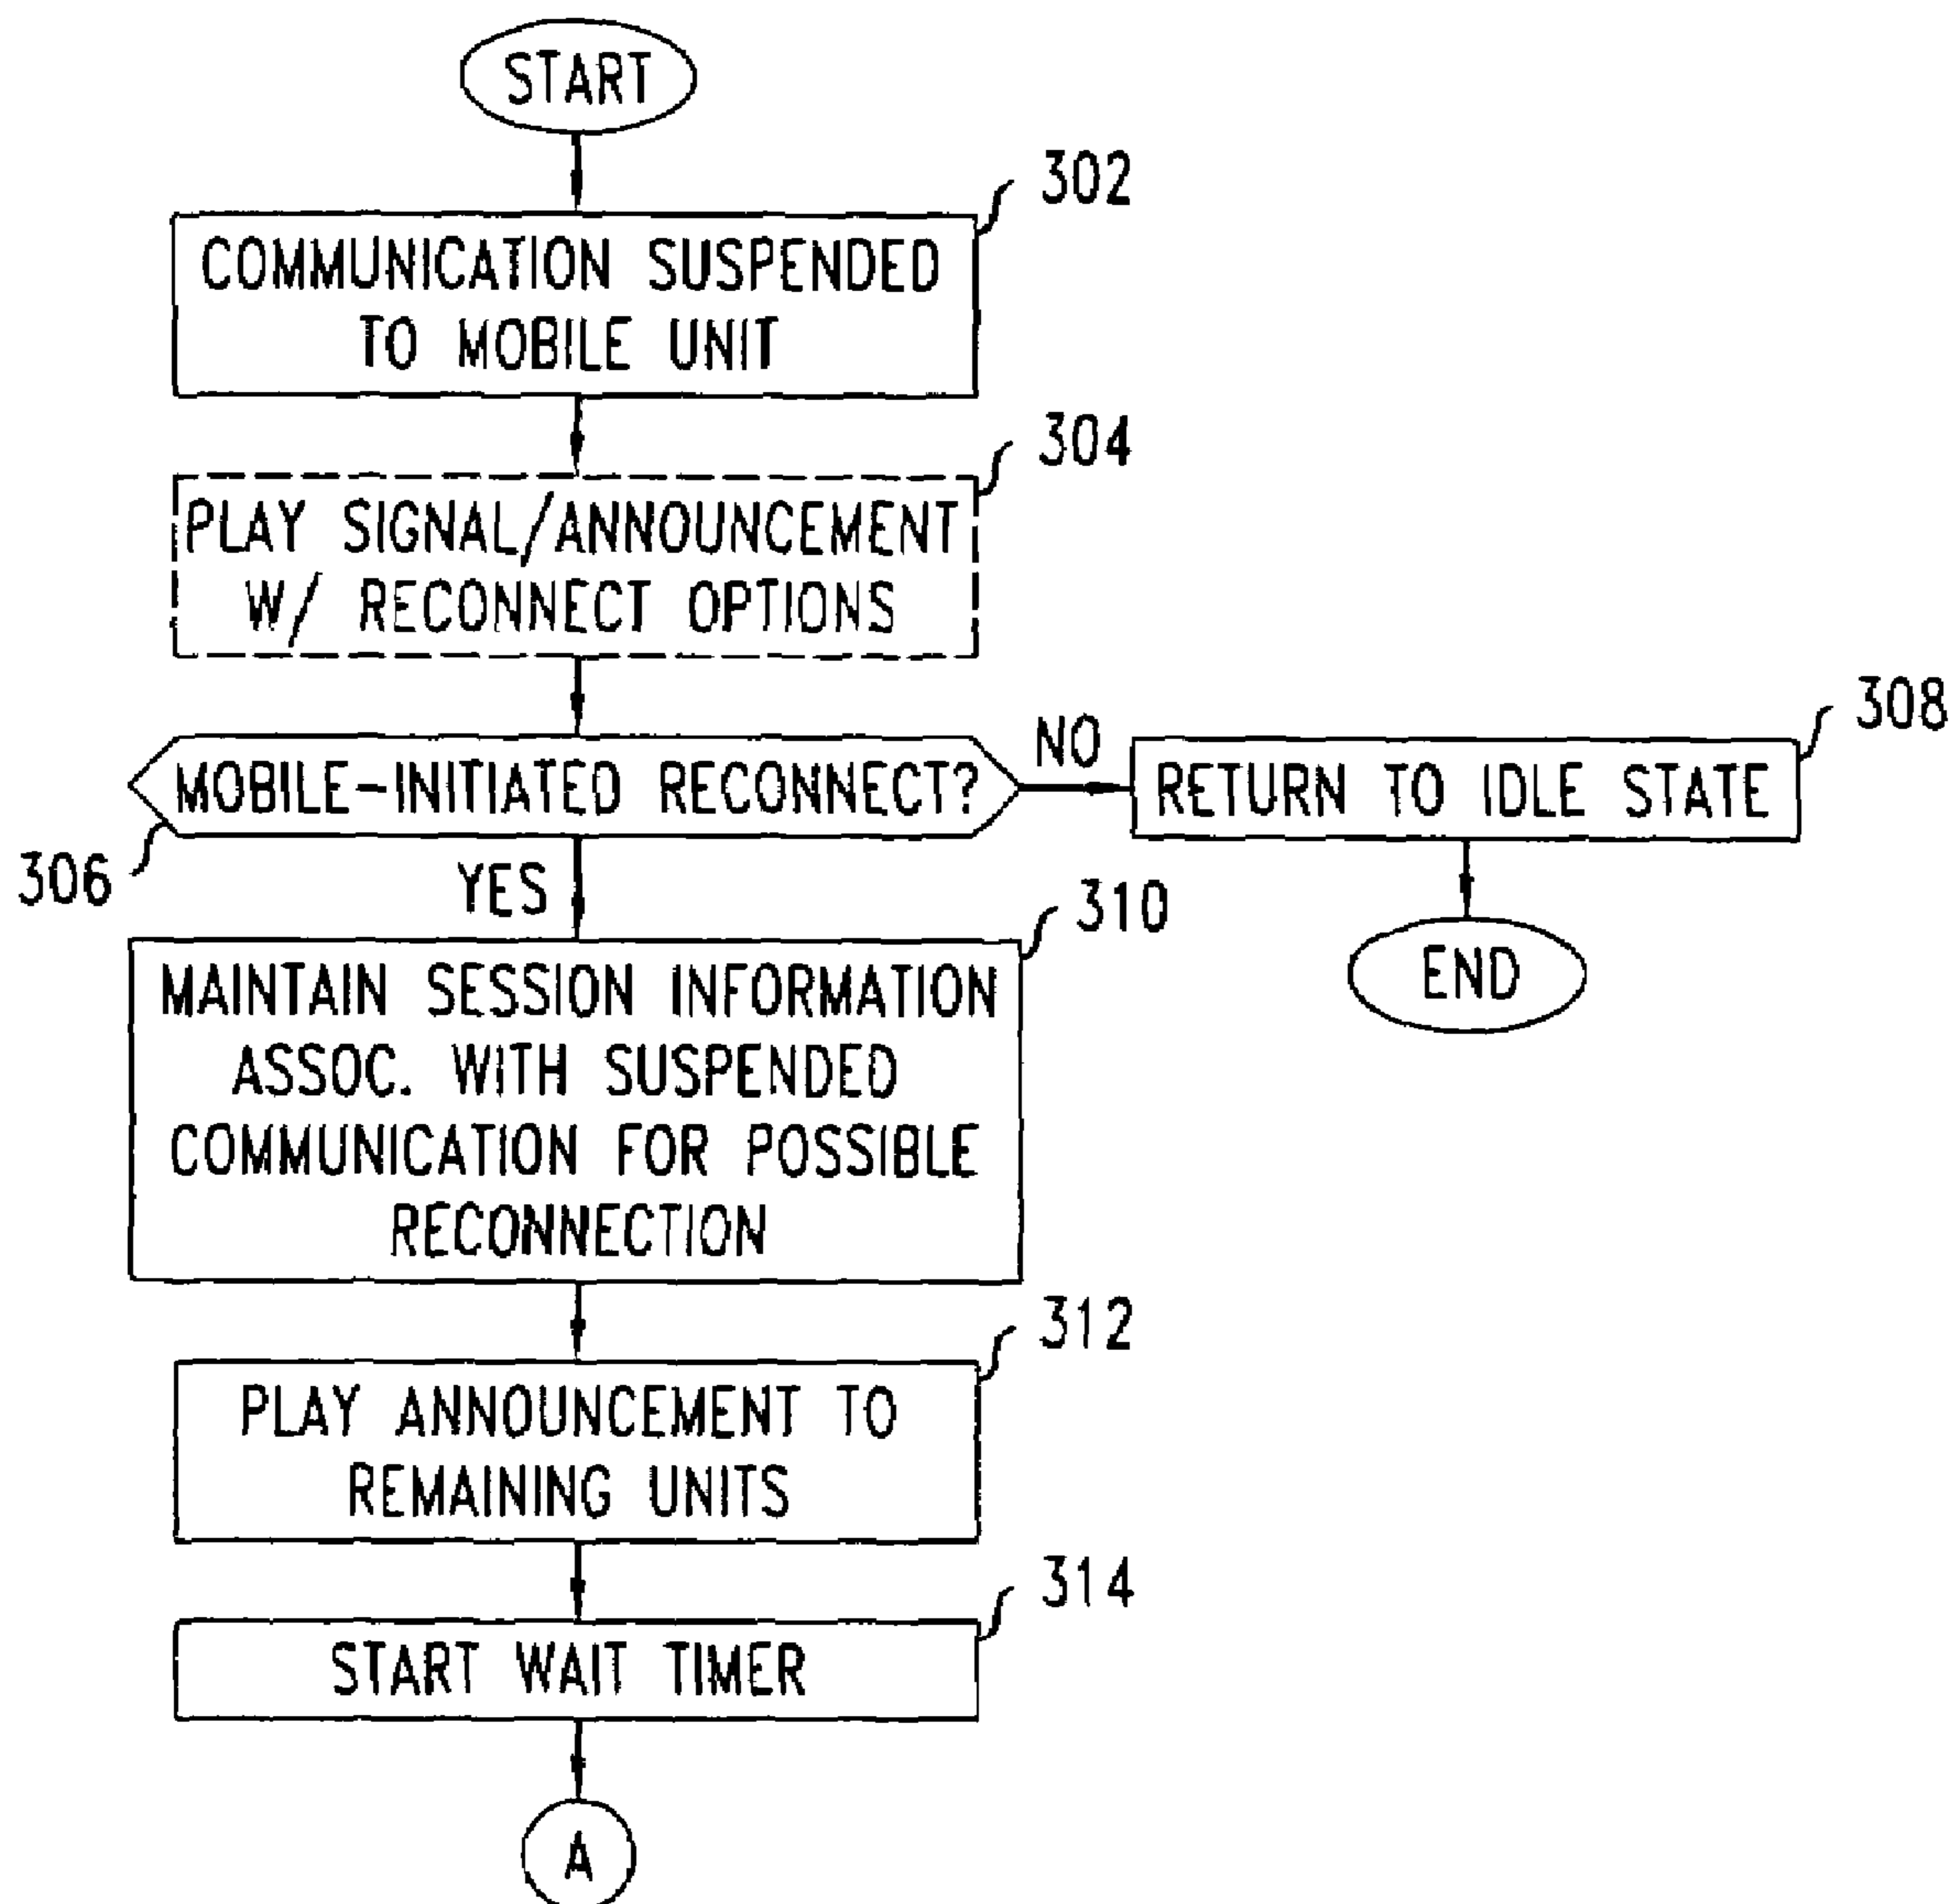 START
302
COMMUNICATION SUSPENDED
TO MOBILE UNIT
304
PLAY SIGNAL/ANNOUNCEMENT
W/ RECONNECT OPTIONS
306
MOBILE-INITIATED RECONNECT?
NO
308
RETURN TO IDLE STATE
END
YES
310
MAINTAIN SESSION INFORMATION
ASSOC. WITH SUSPENDED
COMMUNICATION FOR POSSIBLE
RECONNECTION
312
PLAY ANNOUNCEMENT TO
REMAINING UNITS
314
START WAIT TIMER
A